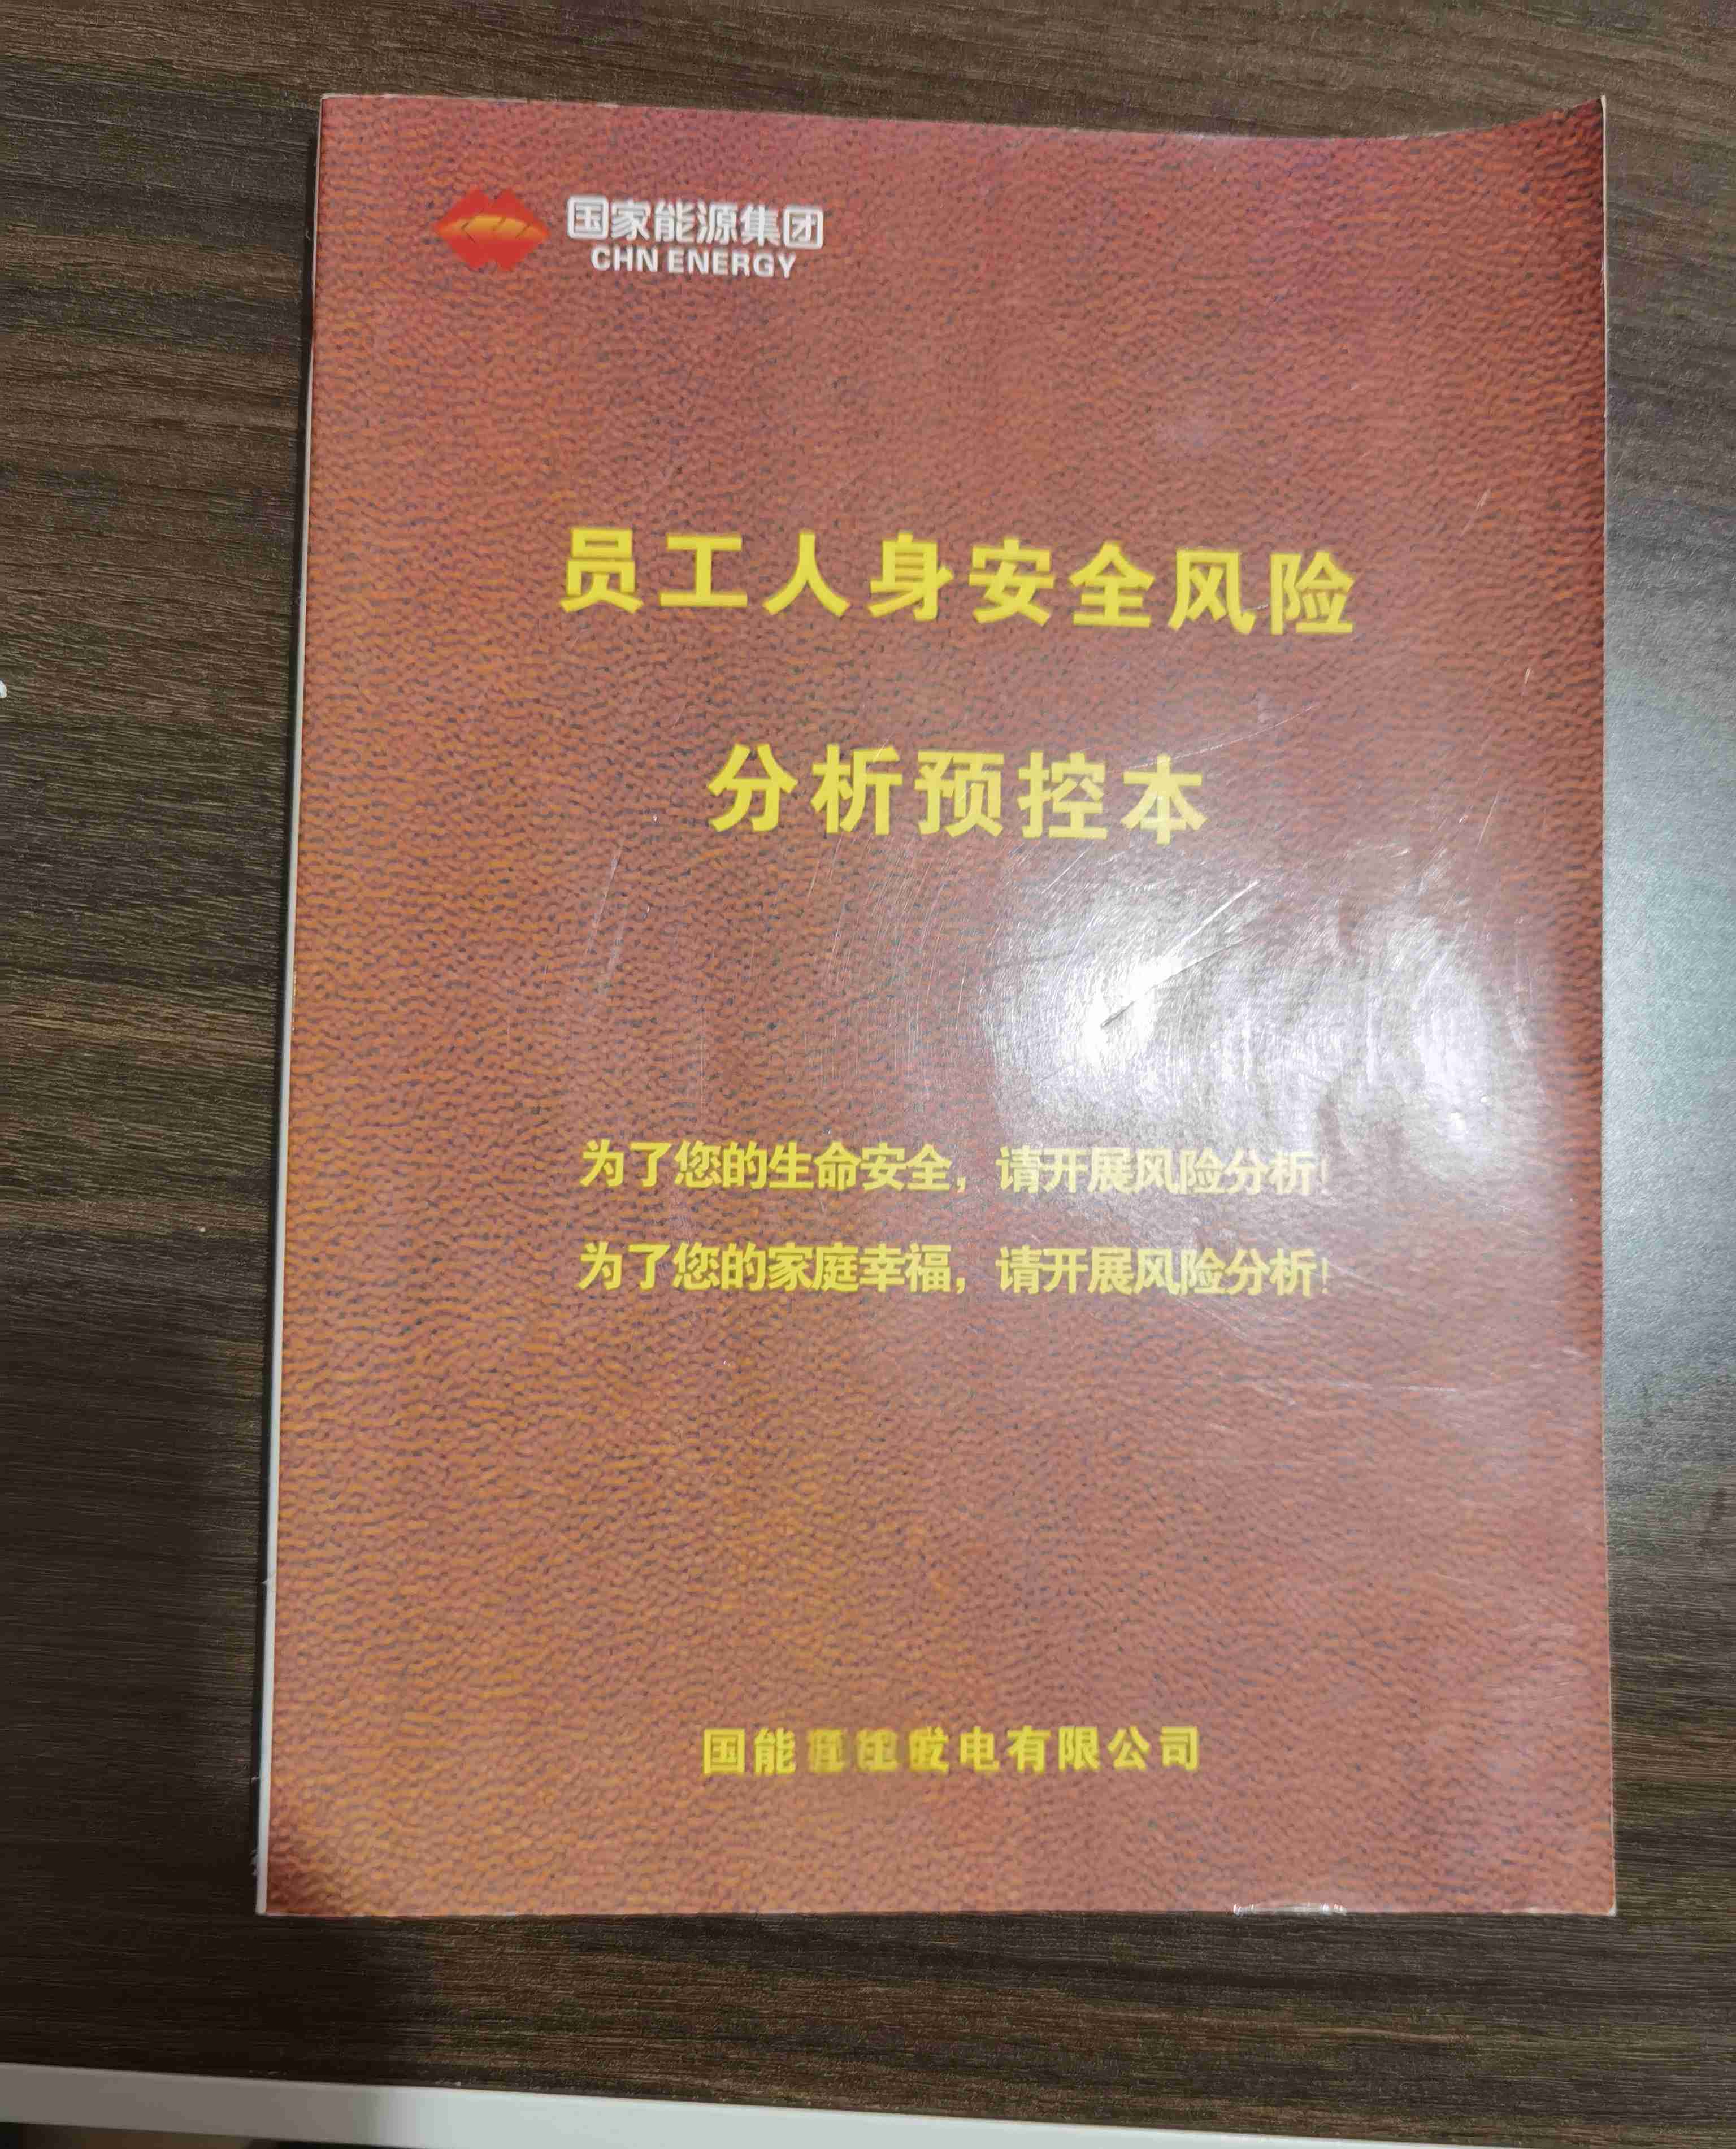 国家能源集团
CHN ENERGY
员工人身安全风险
分析预控本
为了您的生命安全，请开展风险分析！
为了您的家庭幸福，请开展风险分析！
国能 电有限公司